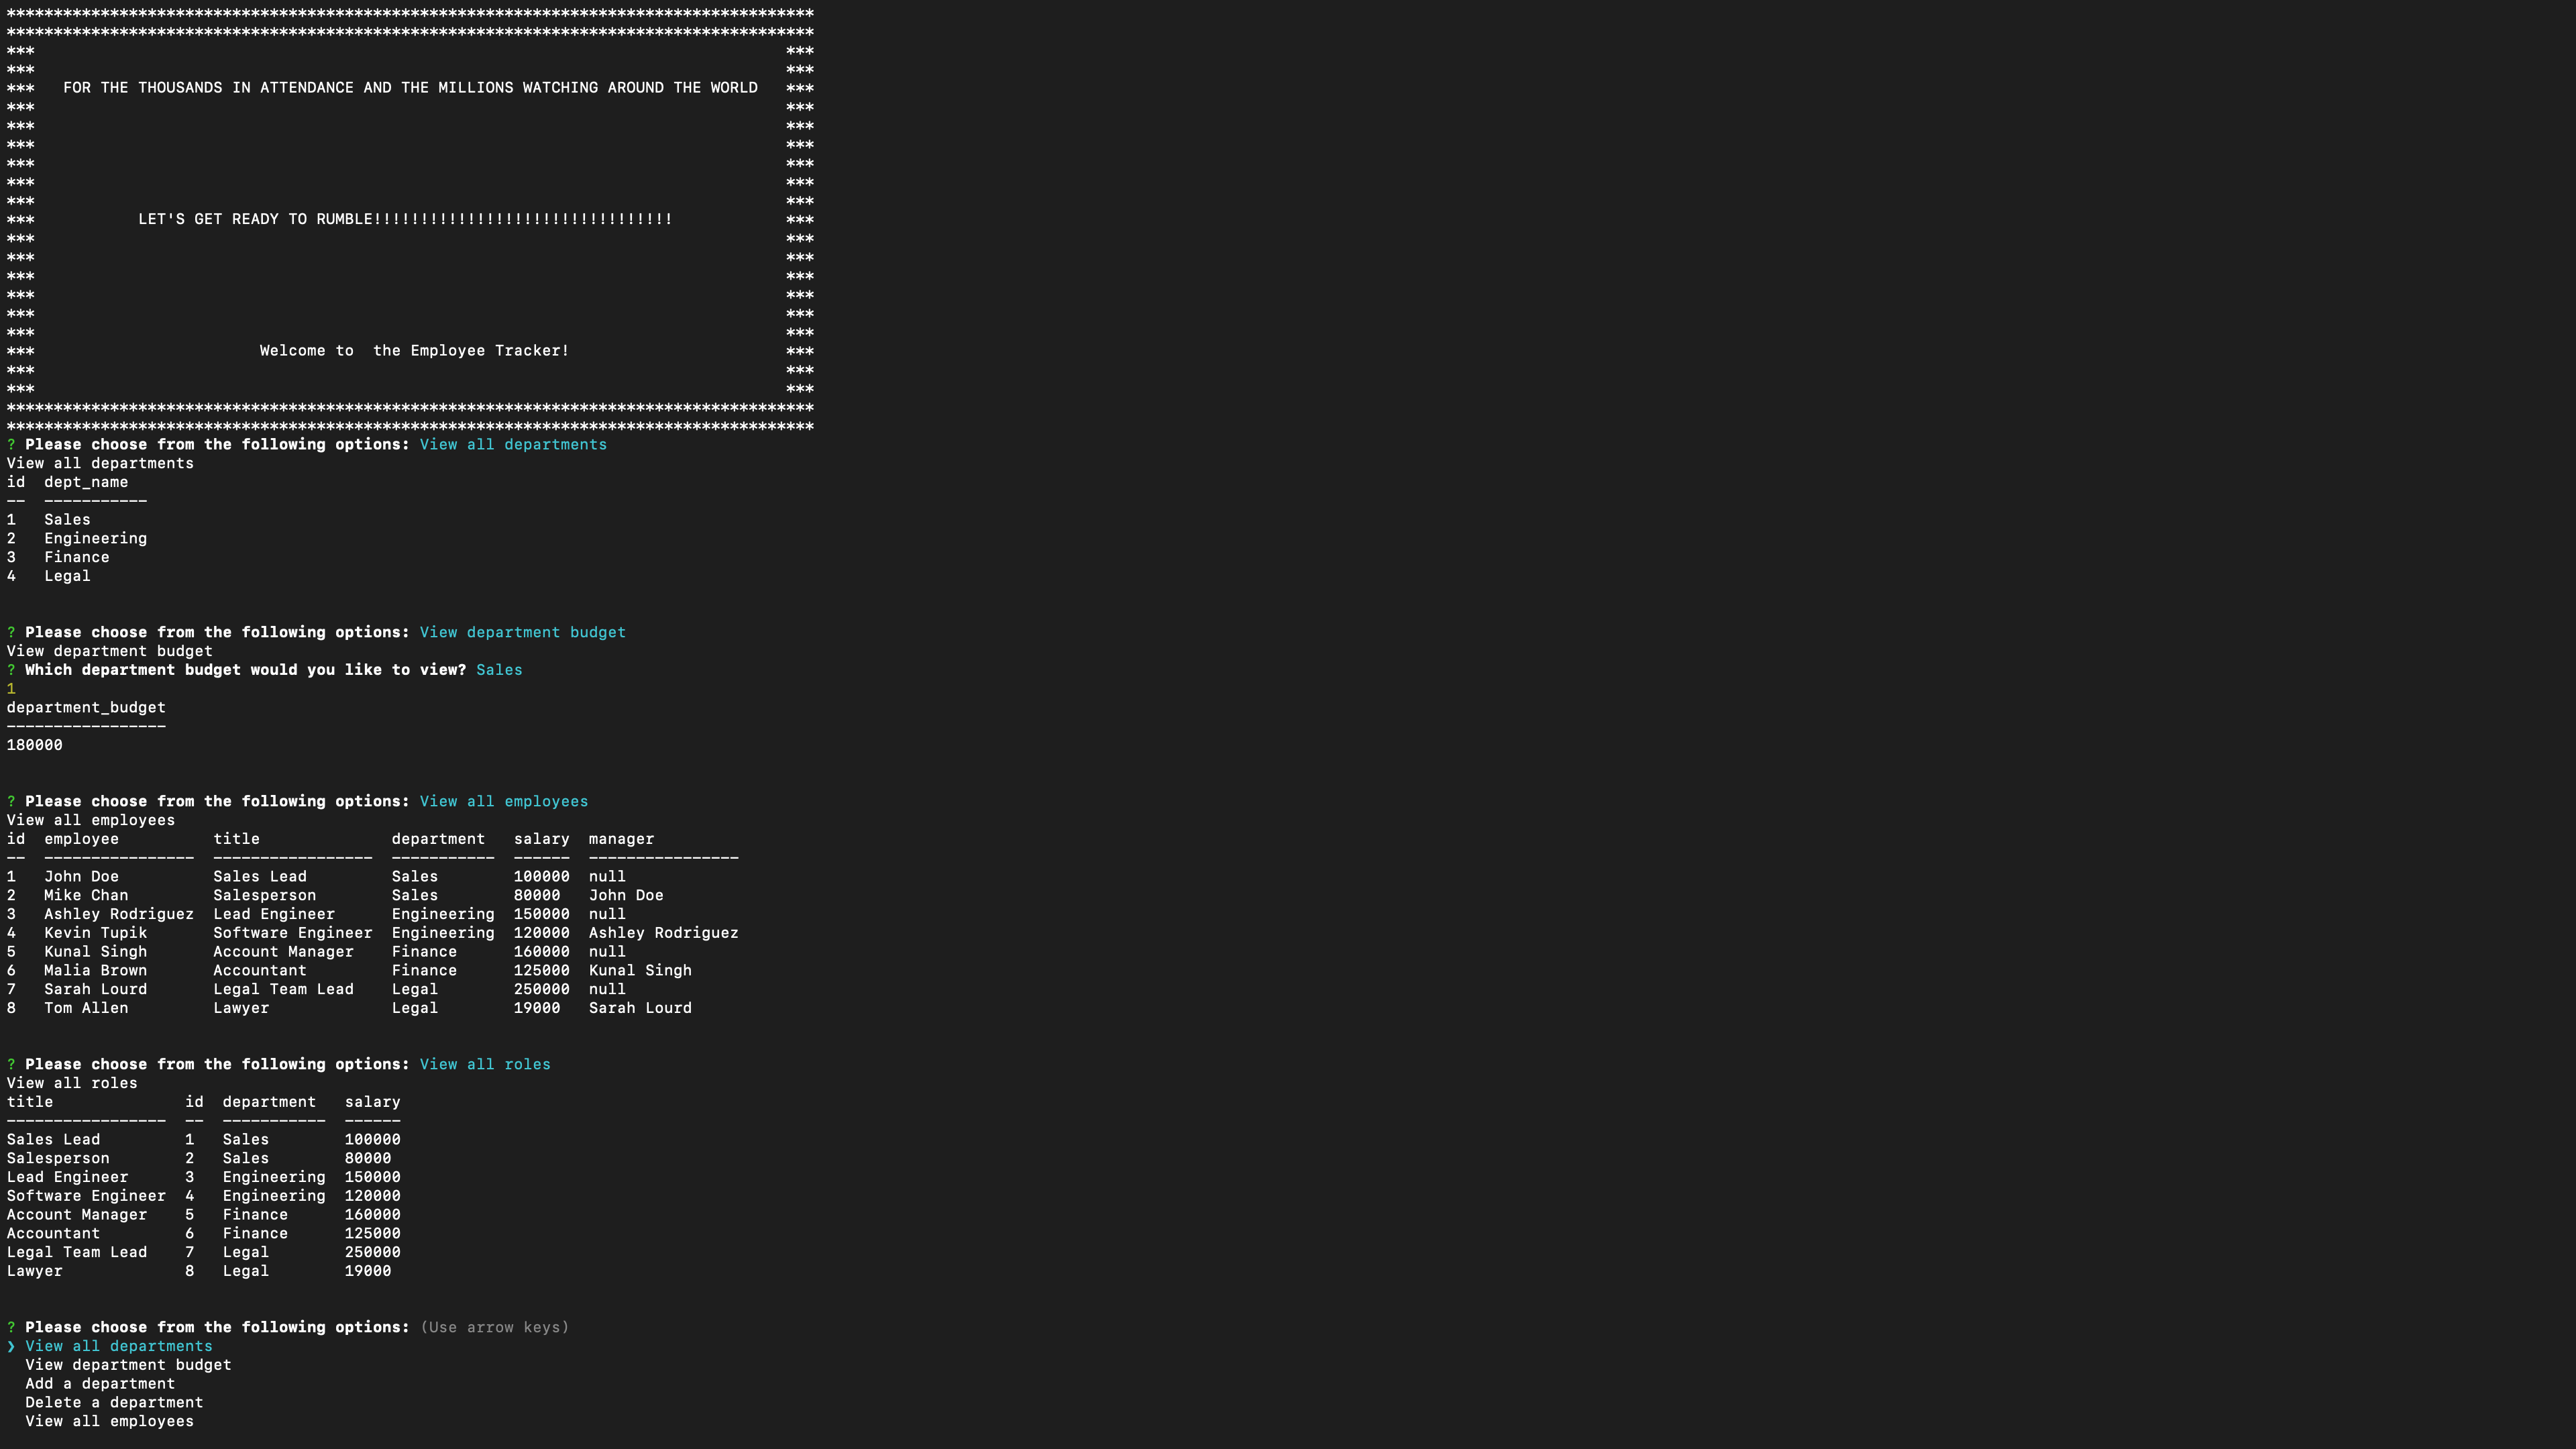 **************************************************************************************
**************************************************************************************
***                                                                                ***
***                                                                                ***
***   FOR THE THOUSANDS IN ATTENDANCE AND THE MILLIONS WATCHING AROUND THE WORLD   ***
***                                                                                ***
***                                                                                ***
***                                                                                ***
***                                                                                ***
***                                                                                ***
***                                                                                ***
***           LET'S GET READY TO RUMBLE!!!!!!!!!!!!!!!!!!!!!!!!!!!!!!!!            ***
***                                                                                ***
***                                                                                ***
***                                                                                ***
***                                                                                ***
***                                                                                ***
***                                                                                ***
***                        Welcome to  the Employee Tracker!                       ***
***                                                                                ***
***                                                                                ***
**************************************************************************************
**************************************************************************************
? Please choose from the following options: View all departments
View all departments
id  dept_name
--  -----------
1   Sales
2   Engineering
3   Finance
4   Legal
? Please choose from the following options: View department budget
View department budget
? Which department budget would you like to view? Sales
1
department_budget
-----------------
180000
? Please choose from the following options: View all employees
View all employees
id  employee          title              department   salary  manager
--  ----------------  -----------------  -----------  ------  ----------------
1   John Doe          Sales Lead         Sales        100000  null
2   Mike Chan         Salesperson        Sales        80000   John Doe
3   Ashley Rodriguez  Lead Engineer      Engineering  150000  null
4   Kevin Tupik       Software Engineer  Engineering  120000  Ashley Rodriguez
5   Kunal Singh       Account Manager    Finance      160000  null
6   Malia Brown       Accountant         Finance      125000  Kunal Singh
7   Sarah Lourd       Legal Team Lead    Legal        250000  null
8   Tom Allen         Lawyer             Legal        19000   Sarah Lourd
? Please choose from the following options: View all roles
View all roles
title              id  department   salary
-----------------  --  -----------  ------
Sales Lead         1   Sales        100000
Salesperson        2   Sales        80000
Lead Engineer      3   Engineering  150000
Software Engineer  4   Engineering  120000
Account Manager    5   Finance      160000
Accountant         6   Finance      125000
Legal Team Lead    7   Legal        250000
Lawyer             8   Legal        19000
? Please choose from the following options: (Use arrow keys)
❯ View all departments
  View department budget
  Add a department
  Delete a department
  View all employees